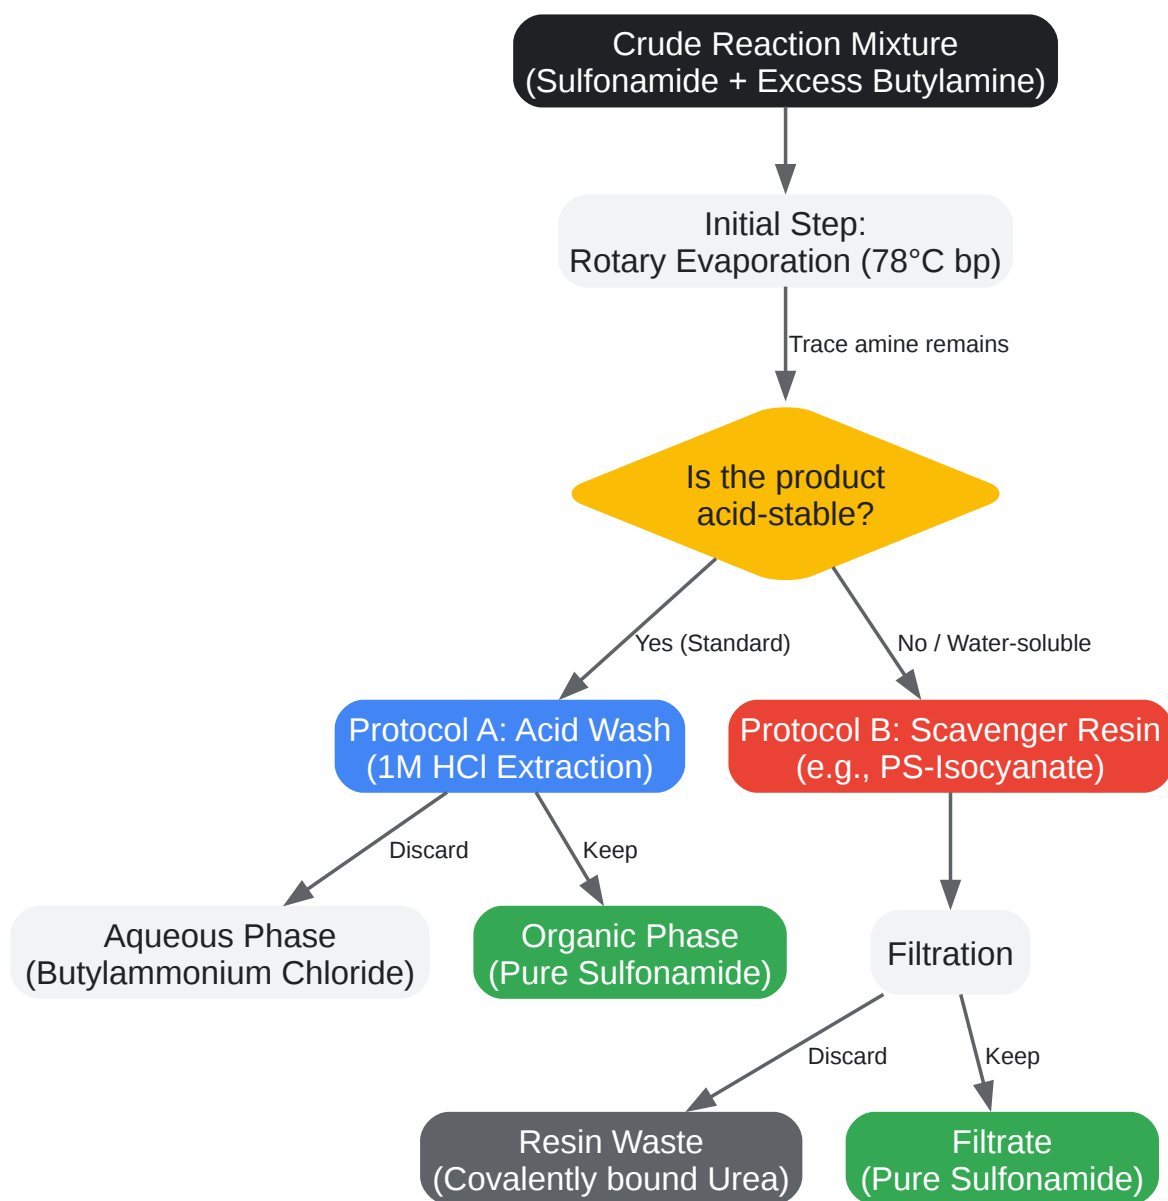 Crude Reaction Mixture
(Sulfonamide + Excess Butylamine)
Initial Step:
Rotary Evaporation (78°C bp)
Trace amine remains
Is the product
acid-stable?
Yes (Standard)
No / Water-soluble
Protocol A: Acid Wash
(1M HCl Extraction)
Protocol B: Scavenger Resin
(e.g., PS-Isocyanate)
Discard
Keep
Aqueous Phase
(Butylammonium Chloride)
Organic Phase
(Pure Sulfonamide)
Filtration
Discard
Keep
Resin Waste
(Covalently bound Urea)
Filtrate
(Pure Sulfonamide)